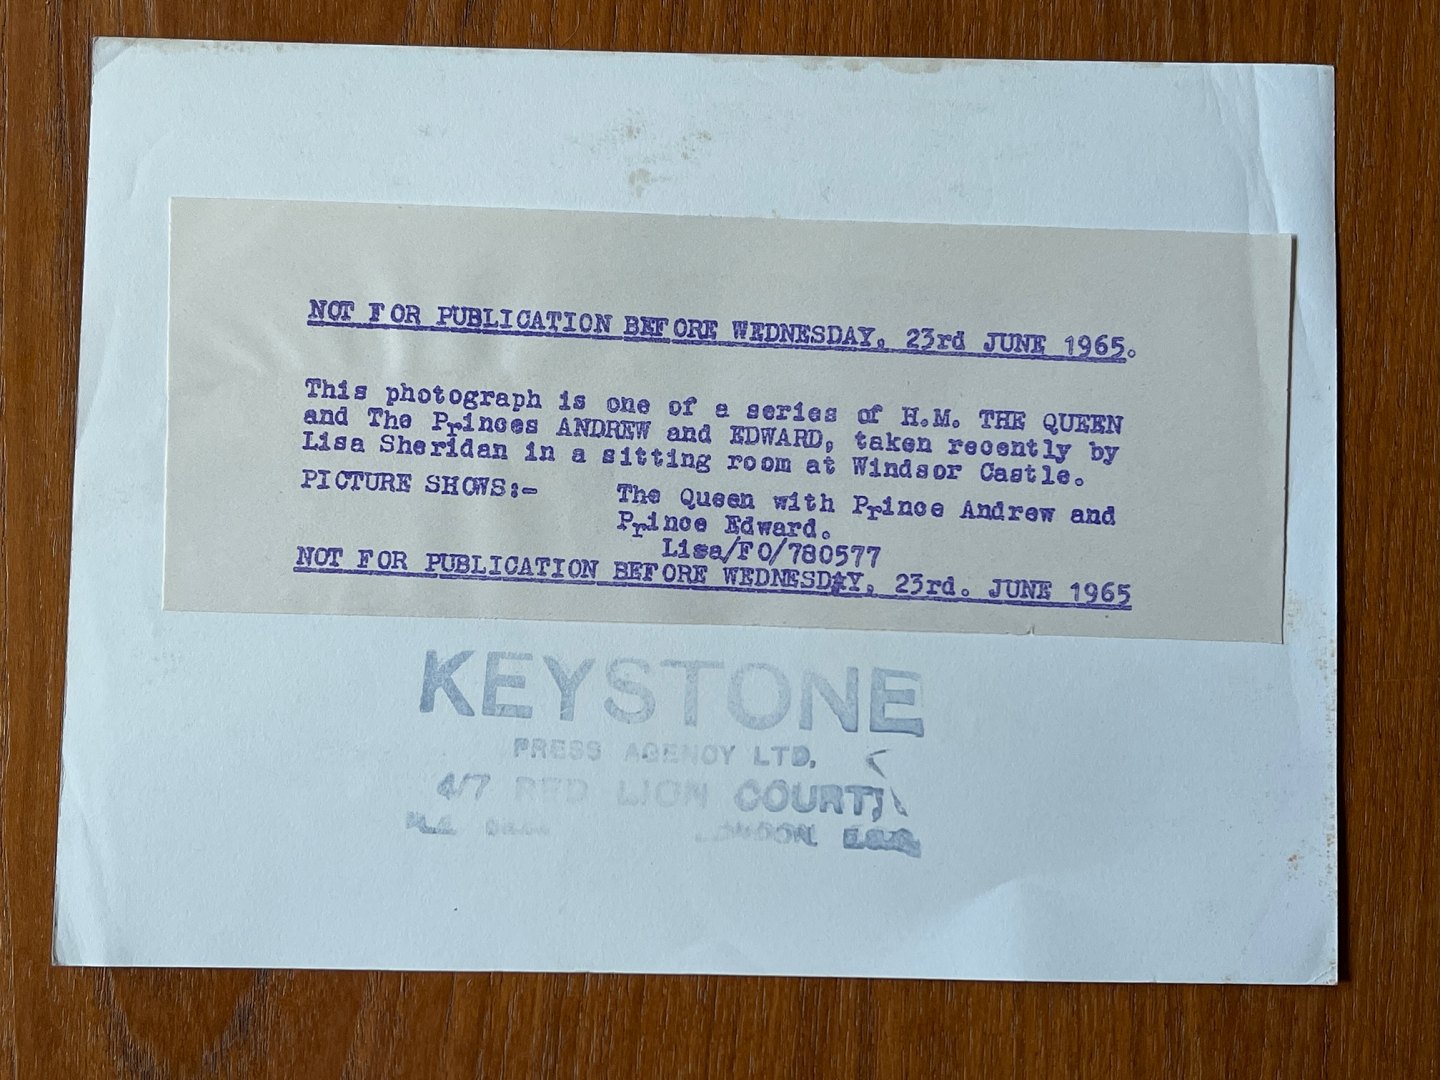 NOT FOR PUBLICATION BEFORE WEDNESDAY, 23rd JUNE 1965.
This photograph is one of a series of H.M. THE QUEEN
and The Princes ANDREW and EDWARD, taken recently by
Lisa Sheridan in a sitting room at Windsor Castle.
PICTURE SHOWS:- The Queen with Prince Andrew and
Prince Edward.
Lisa/FO/780577
NOT FOR PUBLICATION BEFORE WEDNESDAY, 23rd. JUNE 1965
KEYSTONE
PRESS AGENCY LTD.
4/7 RED LION COURT
LONDON